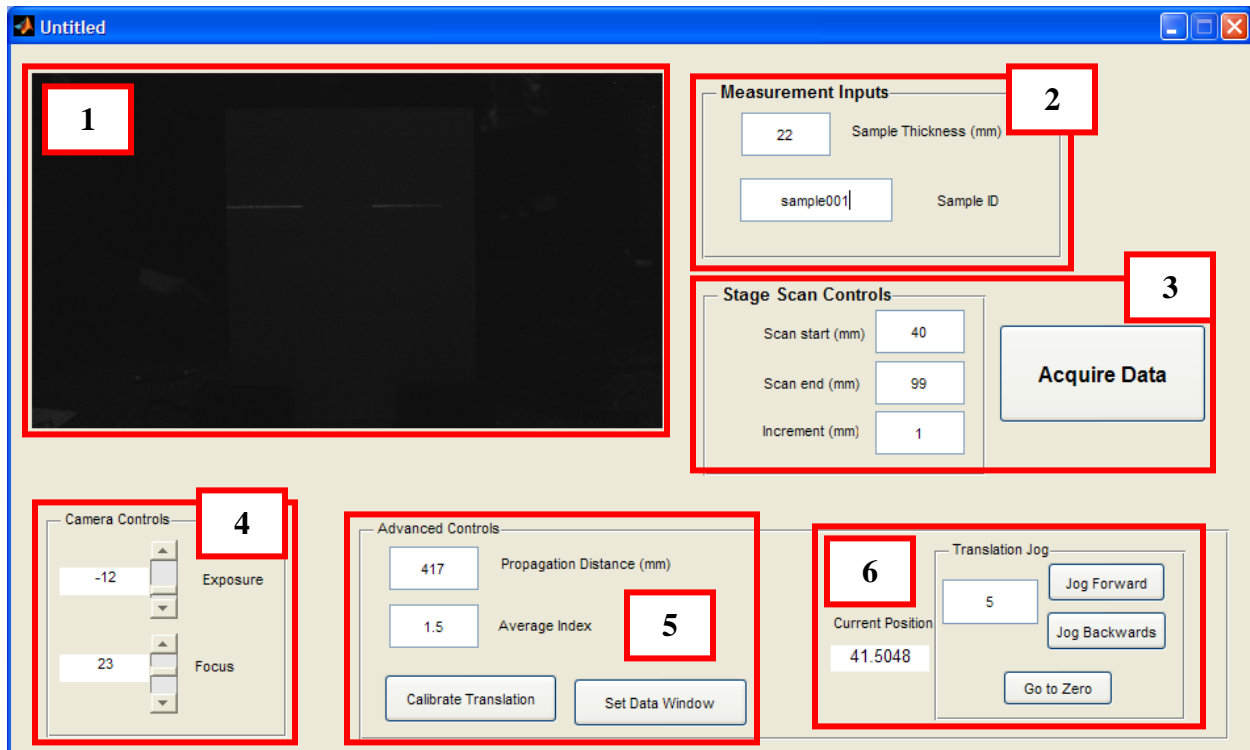 Untitled
1
Measurement Inputs
2
22 Sample Thickness (mm)
sample001 Sample ID
3
Stage Scan Controls
Scan start (mm) 40
Scan end (mm) 99
Increment (mm) 1
Acquire Data
Camera Controls
4
-12 Exposure
23 Focus
Advanced Controls
417 Propagation Distance (mm)
1.5 Average Index
5
Calibrate Translation Set Data Window
6
Translation Jog
5
Jog Forward
Jog Backwards
Current Position
41.5048
Go to Zero